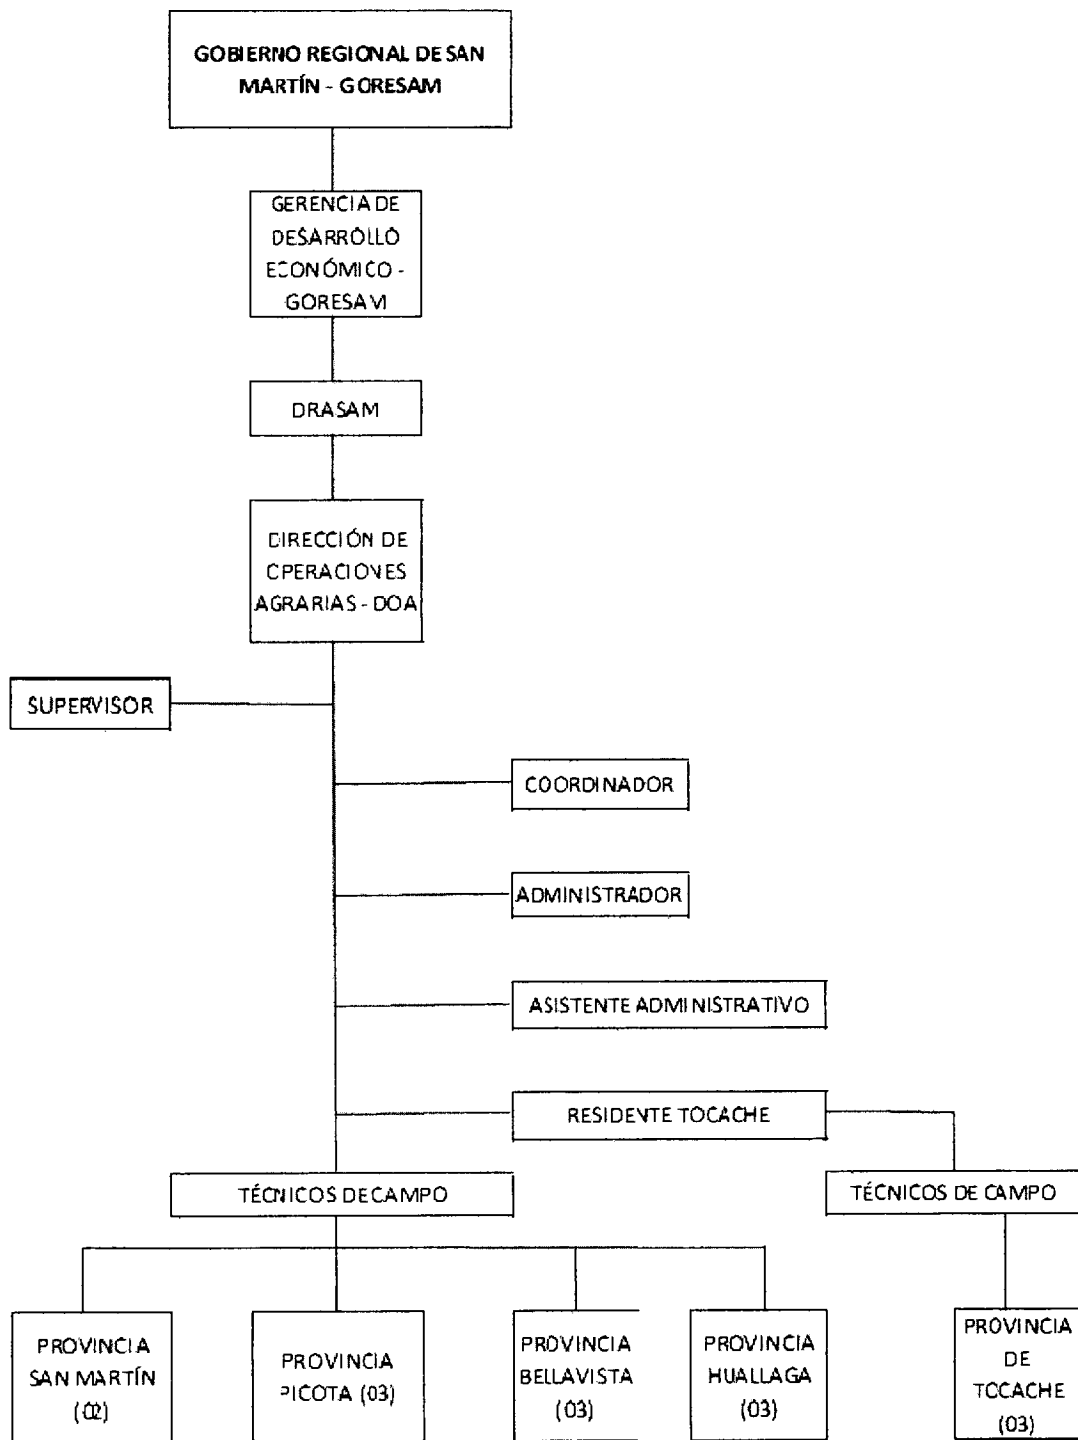 GOBIERNO REGIONAL DE SAN
MARTÍN - GORESAM
GERENCIA DE
DESARROLLO
ECONÓMICO -
GORESAM
DRASAM
DIRECCIÓN DE
OPERACIONES
AGRARIAS - DOA
SUPERVISOR
COORDINADOR
ADMINISTRADOR
ASISTENTE ADMINISTRATIVO
RESIDENTE TOCACHE
TÉCNICOS DE CAMPO
TÉCNICOS DE CAMPO
PROVINCIA
SAN MARTÍN
(02)
PROVINCIA
PICOTA (03)
PROVINCIA
BELLAVISTA
(03)
PROVINCIA
HUALLAGA
(03)
PROVINCIA
DE
TOCACHE
(03)